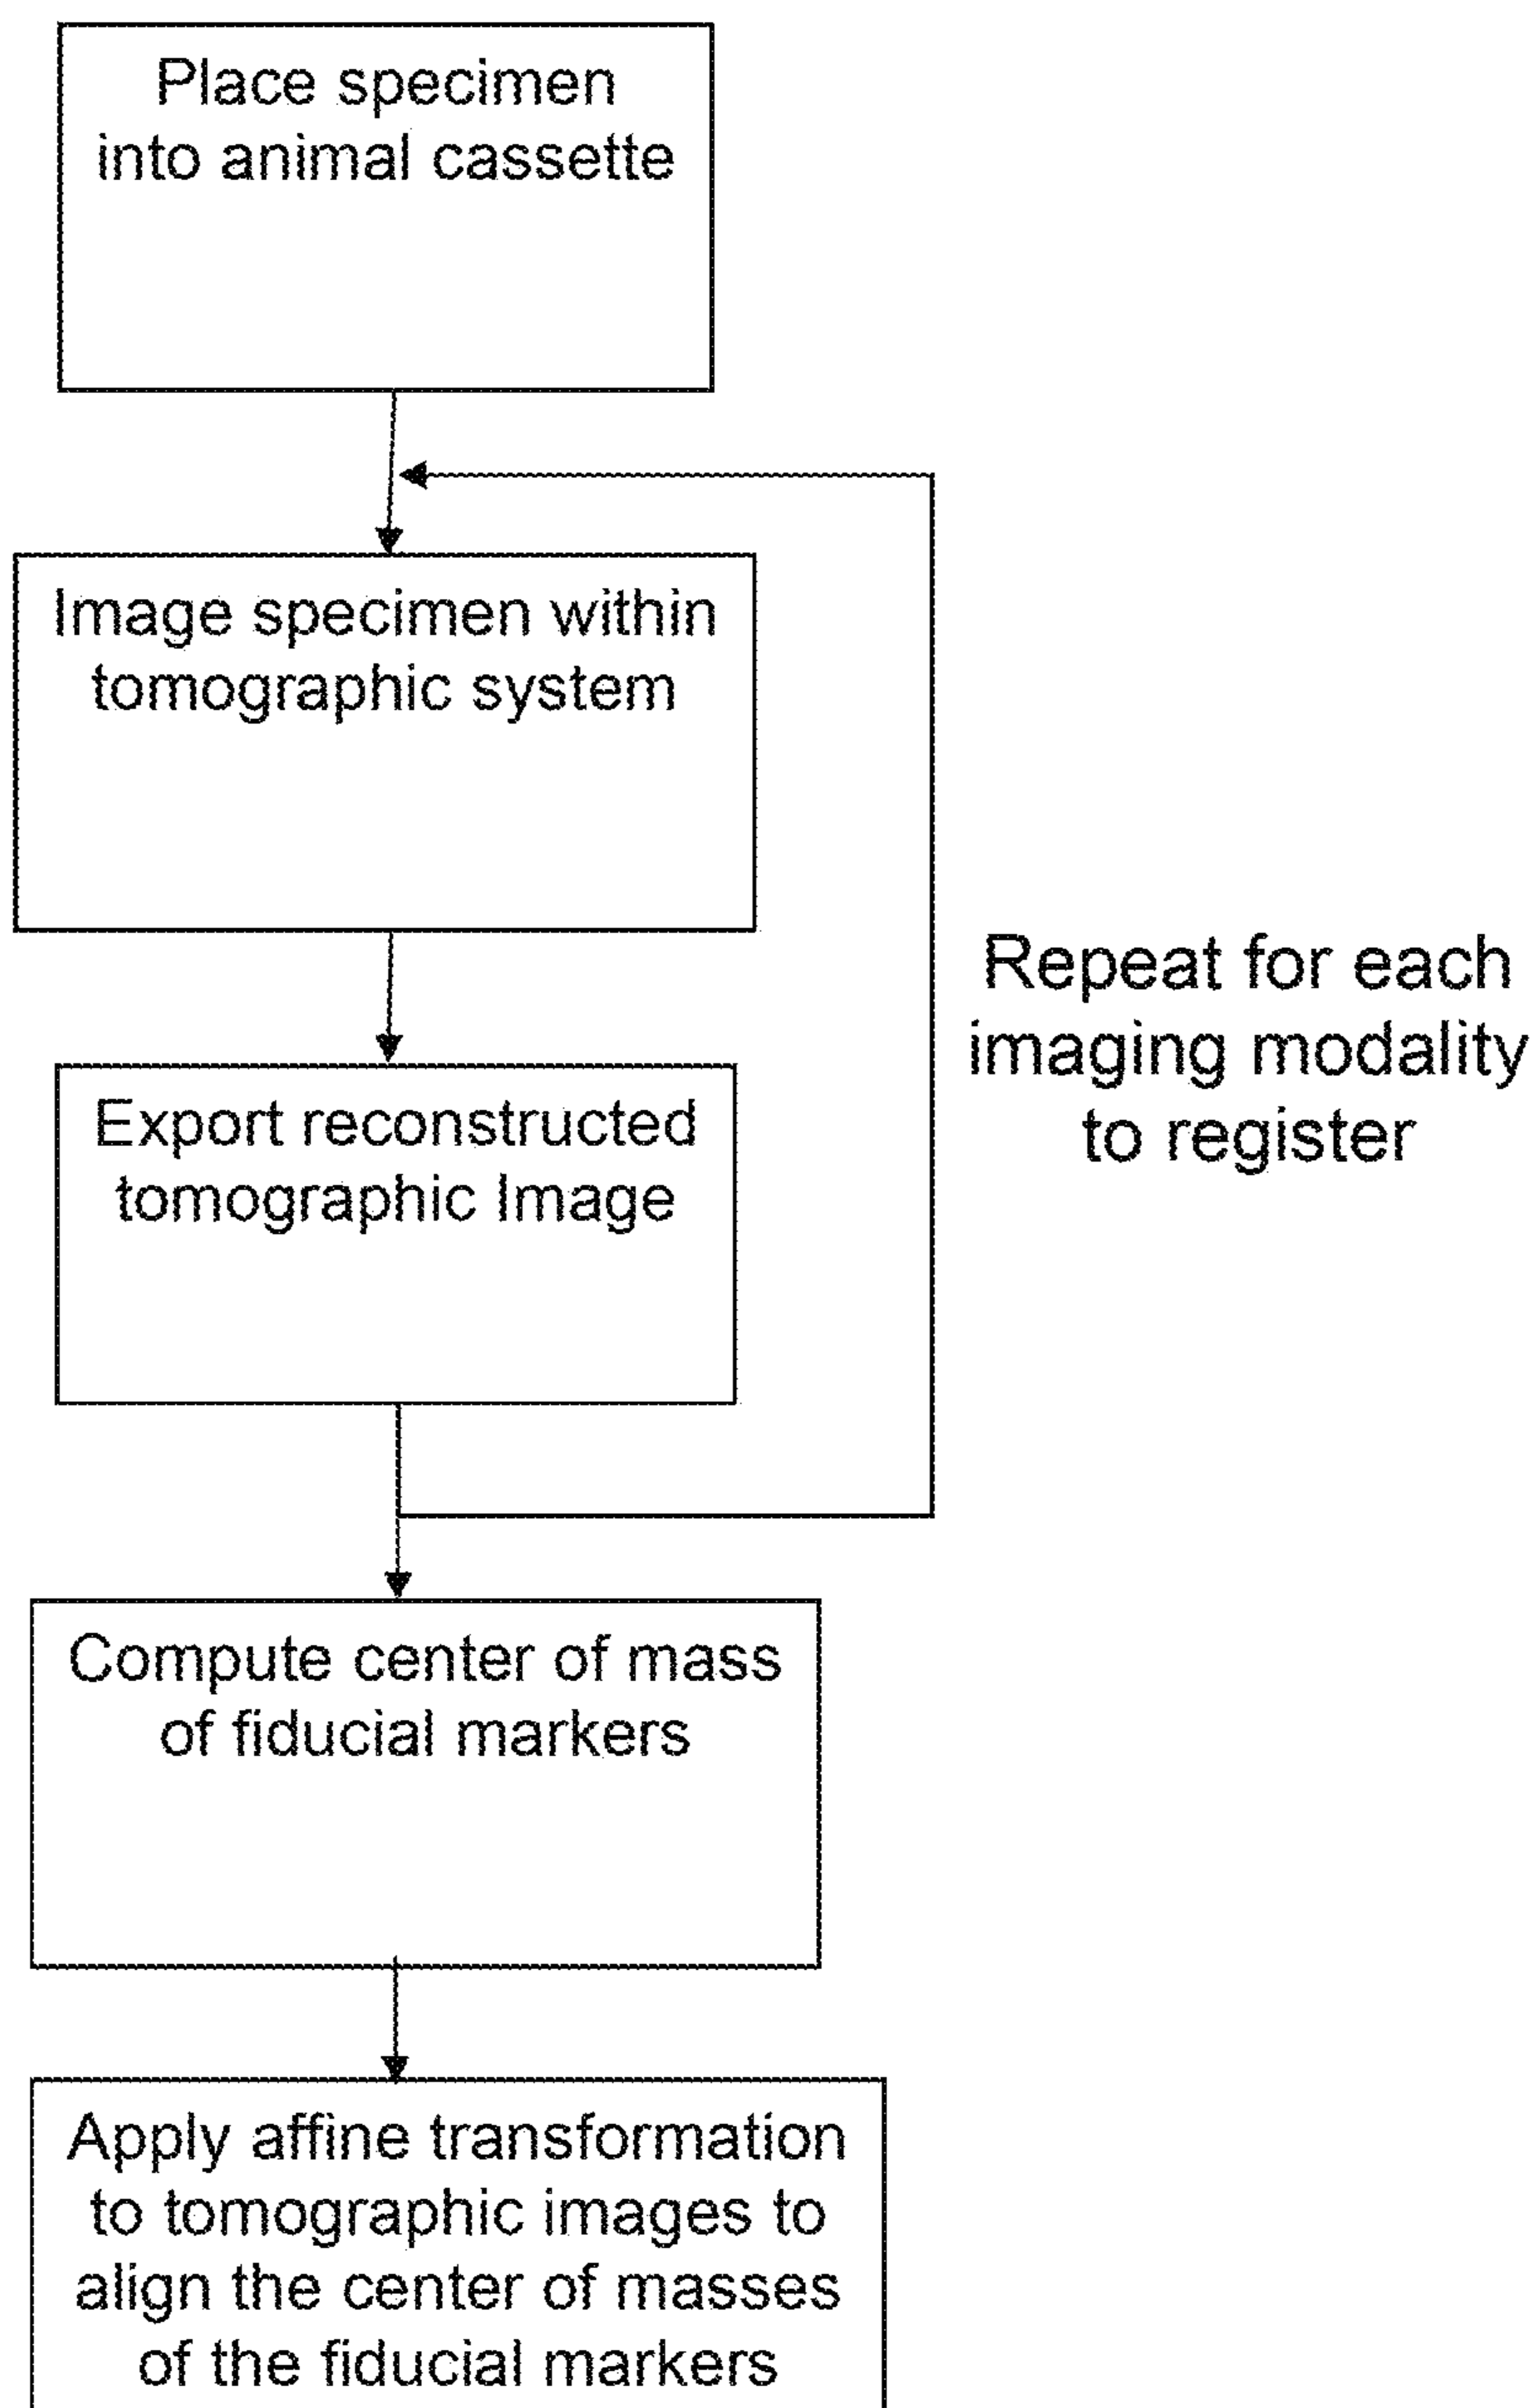 Place specimen
into animal cassette
Image specimen within
tomographic system
Export reconstructed
tomographic Image
Repeat for each
imaging modality
to register
Compute center of mass
of fiducial markers
Apply affine transformation
to tomographic images to
align the center of masses
of the fiducial markers